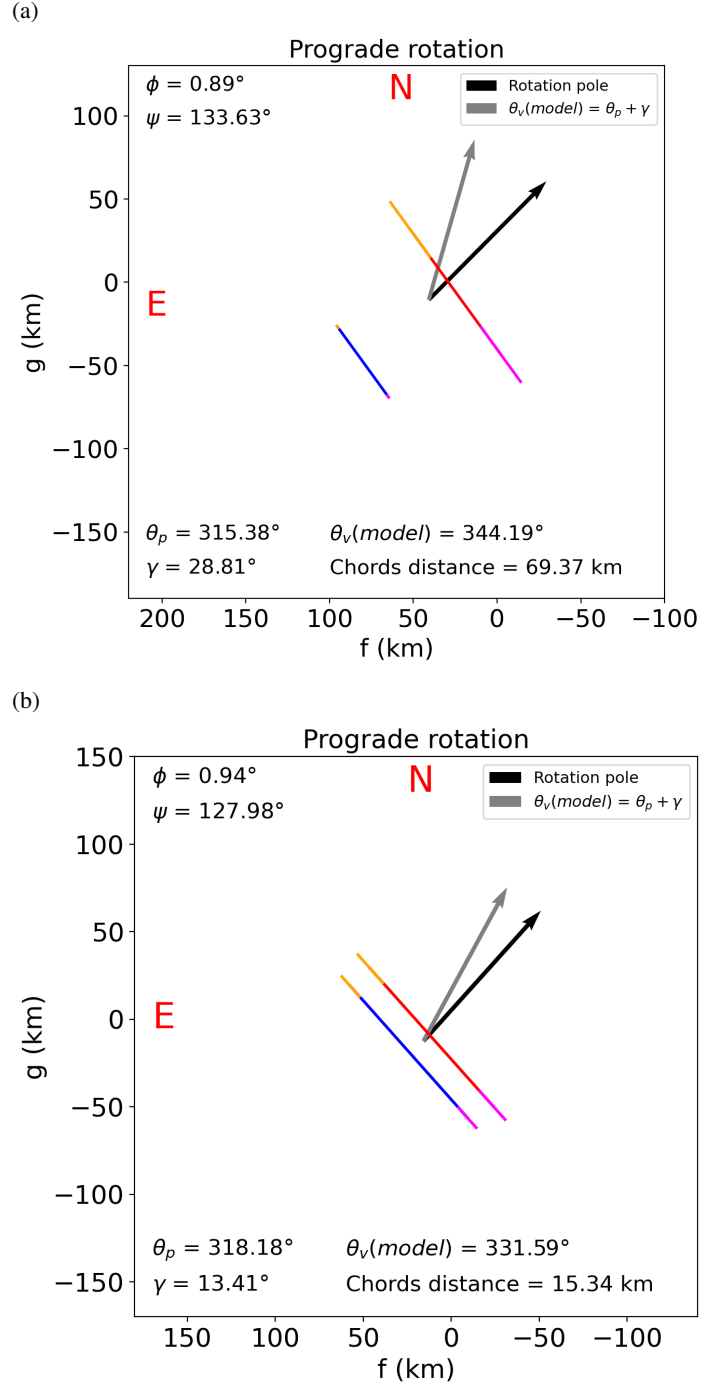 (a)
Prograde rotation
ϕ = 0.89°
ψ = 133.63°
N
Rotation pole
θv(model) = θp + γ
E
100
50
0
−50
−100
−150
g (km)
θp = 315.38°
θv(model) = 344.19°
γ = 28.81°
Chords distance = 69.37 km
200 150 100 50 0 −50 −100
f (km)
(b)
Prograde rotation
ϕ = 0.94°
ψ = 127.98°
N
Rotation pole
θv(model) = θp + γ
E
150
100
50
0
−50
−100
−150
g (km)
θp = 318.18°
θv(model) = 331.59°
γ = 13.41°
Chords distance = 15.34 km
150 100 50 0 −50 −100
f (km)